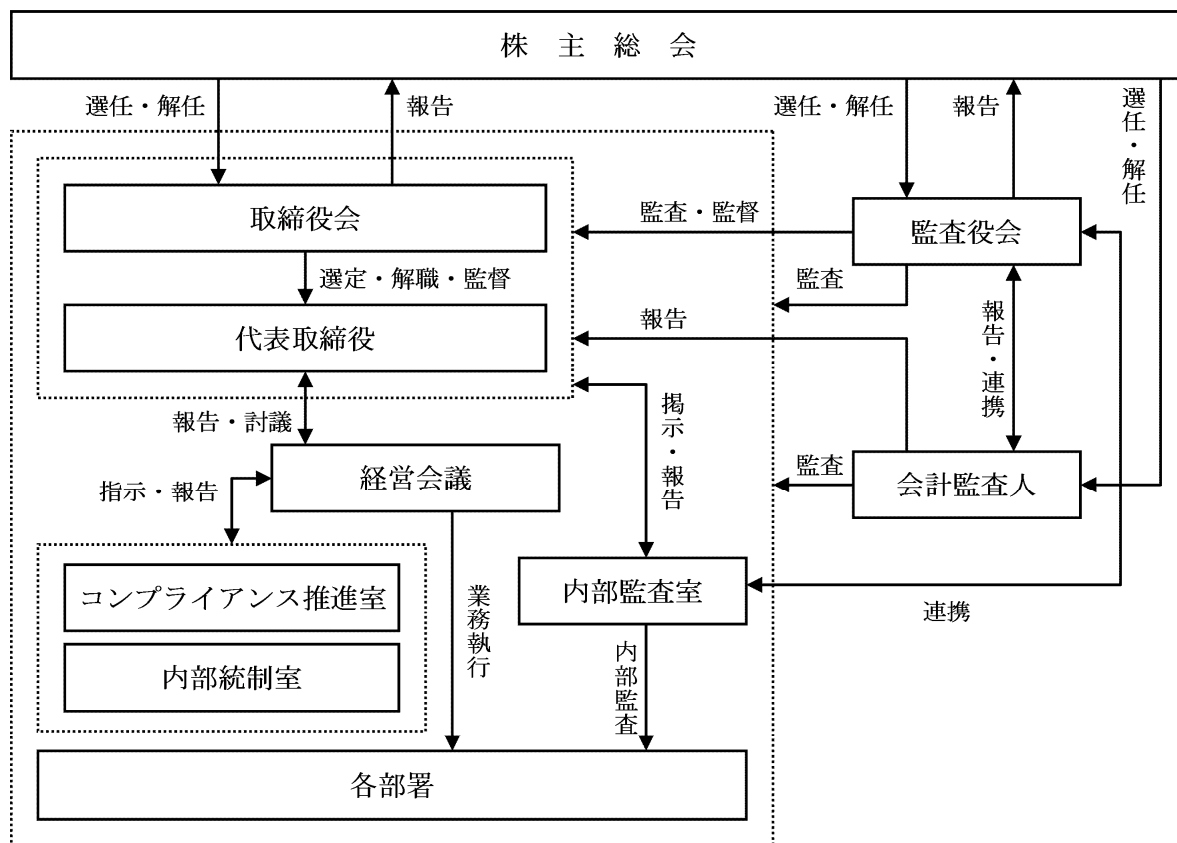 株 主 総 会
選任・解任
報告
選任・解任
報告
選任・解任
取締役会
監査・監督
監査役会
選定・解職・監督
監査
代表取締役
報告
報告・連携
報告・討議
掲示・報告
経営会議
監査
会計監査人
指示・報告
コンプライアンス推進室
業務執行
内部監査室
連携
内部統制室
内部監査
各部署